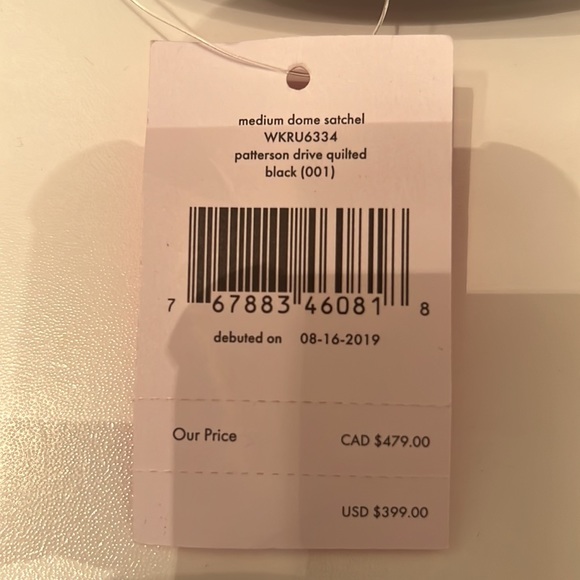 medium dome satchel
WKRU6334
patterson drive quilted
black (001)
7 67883 46081 8
debuted on 08-16-2019
Our Price CAD $479.00
USD $399.00